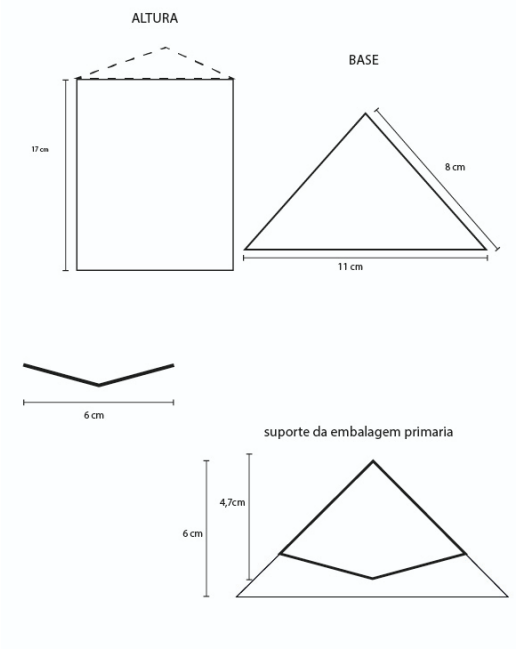 ALTURA
BASE
17 cm
8 cm
11 cm
6 cm
suporte da embalagem primaria
4,7cm
6 cm